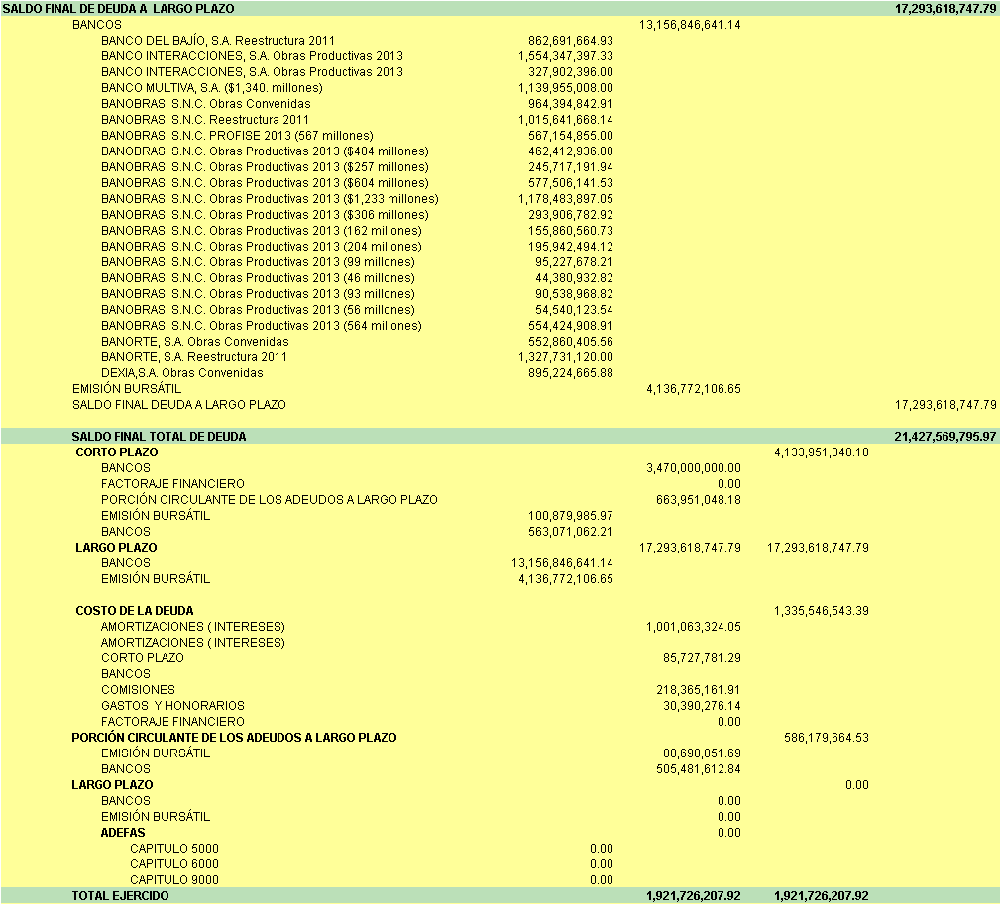 SALDO FINAL DE DEUDA A LARGO PLAZO 17,293,618,747.79
BANCOS 13,156,846,641.14
BANCO DEL BAJÍO, S.A. Reestructura 2011 862,691,664.93
BANCO INTERACCIONES, S.A. Obras Productivas 2013 1,554,347,397.33
BANCO INTERACCIONES, S.A. Obras Productivas 2013 327,902,396.00
BANCO MULTIVA, S.A. ($1,340. millones) 1,139,955,008.00
BANOBRAS, S.N.C. Obras Convenidas 964,394,842.91
BANOBRAS, S.N.C. Reestructura 2011 1,015,641,668.14
BANOBRAS, S.N.C. PROFISE 2013 (567 millones) 567,154,855.00
BANOBRAS, S.N.C. Obras Productivas 2013 ($484 millones) 462,412,936.80
BANOBRAS, S.N.C. Obras Productivas 2013 ($257 millones) 245,717,191.94
BANOBRAS, S.N.C. Obras Productivas 2013 ($604 millones) 577,506,141.53
BANOBRAS, S.N.C. Obras Productivas 2013 ($1,233 millones) 1,178,483,897.05
BANOBRAS, S.N.C. Obras Productivas 2013 ($306 millones) 293,906,782.92
BANOBRAS, S.N.C. Obras Productivas 2013 (162 millones) 155,860,560.73
BANOBRAS, S.N.C. Obras Productivas 2013 (204 millones) 195,942,494.12
BANOBRAS, S.N.C. Obras Productivas 2013 (99 millones) 95,227,678.21
BANOBRAS, S.N.C. Obras Productivas 2013 (46 millones) 44,380,932.82
BANOBRAS, S.N.C. Obras Productivas 2013 (93 millones) 90,538,968.82
BANOBRAS, S.N.C. Obras Productivas 2013 (56 millones) 54,540,123.54
BANOBRAS, S.N.C. Obras Productivas 2013 (564 millones) 554,424,908.91
BANORTE, S.A. Obras Convenidas 552,860,405.56
BANORTE, S.A. Reestructura 2011 1,327,731,120.00
DEXIA,S.A. Obras Convenidas 895,224,665.88
EMISIÓN BURSÁTIL 4,136,772,106.65
SALDO FINAL DEUDA A LARGO PLAZO 17,293,618,747.79
SALDO FINAL TOTAL DE DEUDA 21,427,569,795.97
CORTO PLAZO 4,133,951,048.18
BANCOS 3,470,000,000.00
FACTORAJE FINANCIERO 0.00
PORCIÓN CIRCULANTE DE LOS ADEUDOS A LARGO PLAZO 663,951,048.18
EMISIÓN BURSÁTIL 100,879,985.97
BANCOS 563,071,062.21
LARGO PLAZO 17,293,618,747.79 17,293,618,747.79
BANCOS 13,156,846,641.14
EMISIÓN BURSÁTIL 4,136,772,106.65
COSTO DE LA DEUDA 1,335,546,543.39
AMORTIZACIONES ( INTERESES) 1,001,063,324.05
AMORTIZACIONES ( INTERESES)
CORTO PLAZO 85,727,781.29
BANCOS
COMISIONES 218,365,161.91
GASTOS Y HONORARIOS 30,390,276.14
FACTORAJE FINANCIERO 0.00
PORCIÓN CIRCULANTE DE LOS ADEUDOS A LARGO PLAZO 586,179,664.53
EMISIÓN BURSÁTIL 80,698,051.69
BANCOS 505,481,612.84
LARGO PLAZO 0.00
BANCOS 0.00
EMISIÓN BURSÁTIL 0.00
ADEFAS 0.00
CAPITULO 5000 0.00
CAPITULO 6000 0.00
CAPITULO 9000 0.00
TOTAL EJERCIDO 1,921,726,207.92 1,921,726,207.92